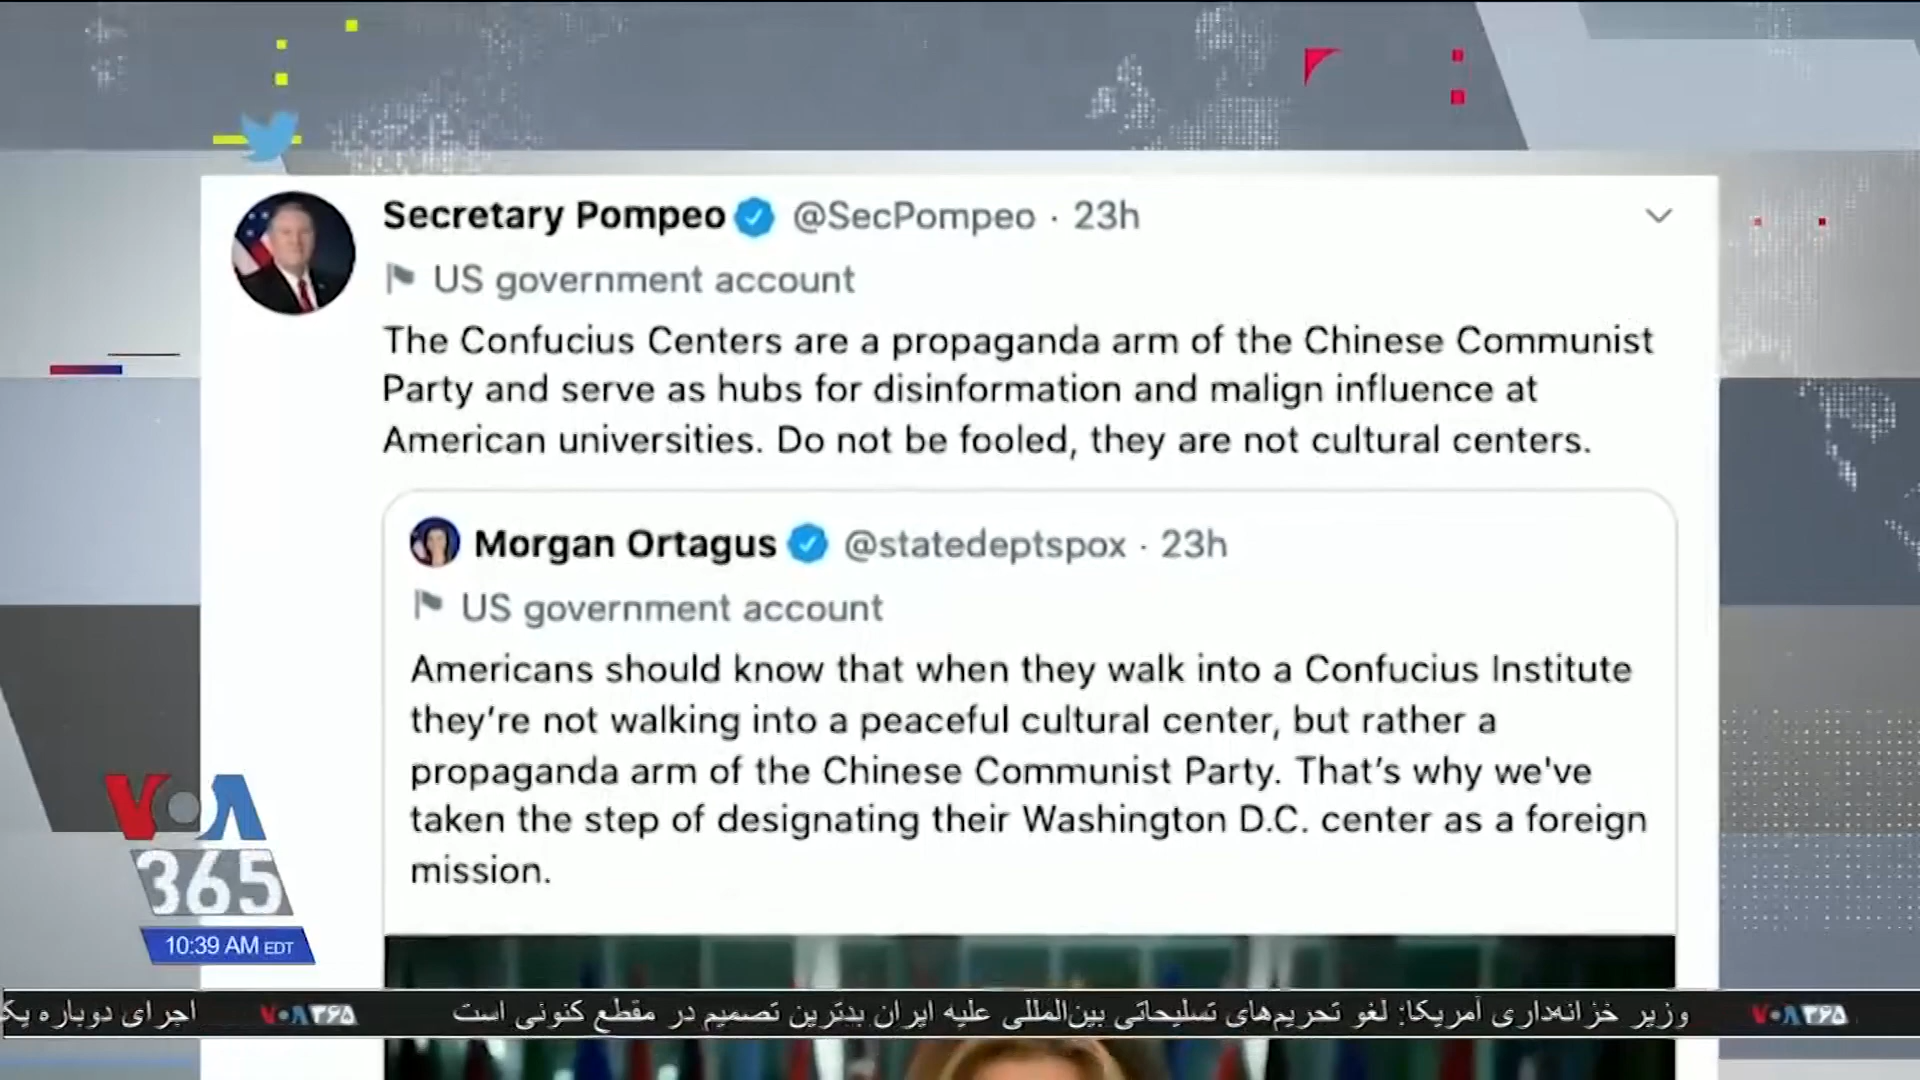 Secretary Pompeo @SecPompeo · 23h
US government account
The Confucius Centers are a propaganda arm of the Chinese Communist
Party and serve as hubs for disinformation and malign influence at
American universities. Do not be fooled, they are not cultural centers.
Morgan Ortagus @statedeptspox · 23h
US government account
Americans should know that when they walk into a Confucius Institute
they’re not walking into a peaceful cultural center, but rather a
propaganda arm of the Chinese Communist Party. That’s why we've
taken the step of designating their Washington D.C. center as a foreign
mission.
VOA
365
10:39 AM EDT
VOA۳۶۵ وزیر خزانه‌داری آمریکا: لغو تحریم‌های تسلیحاتی بین‌المللی علیه ایران بدترین تصمیم در مقطع کنونی است VOA۳۶۵ اجرای دوباره